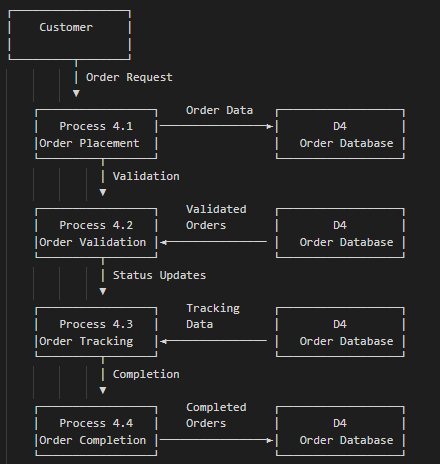 Customer
Order Request
Order Data
Process 4.1
D4
Order Placement
Order Database
Validation
Validated
Process 4.2
Orders
D4
Order Validation
Order Database
Status Updates
Tracking
Process 4.3
Data
D4
Order Tracking
Order Database
Completion
Completed
Process 4.4
Orders
D4
Order Completion
Order Database